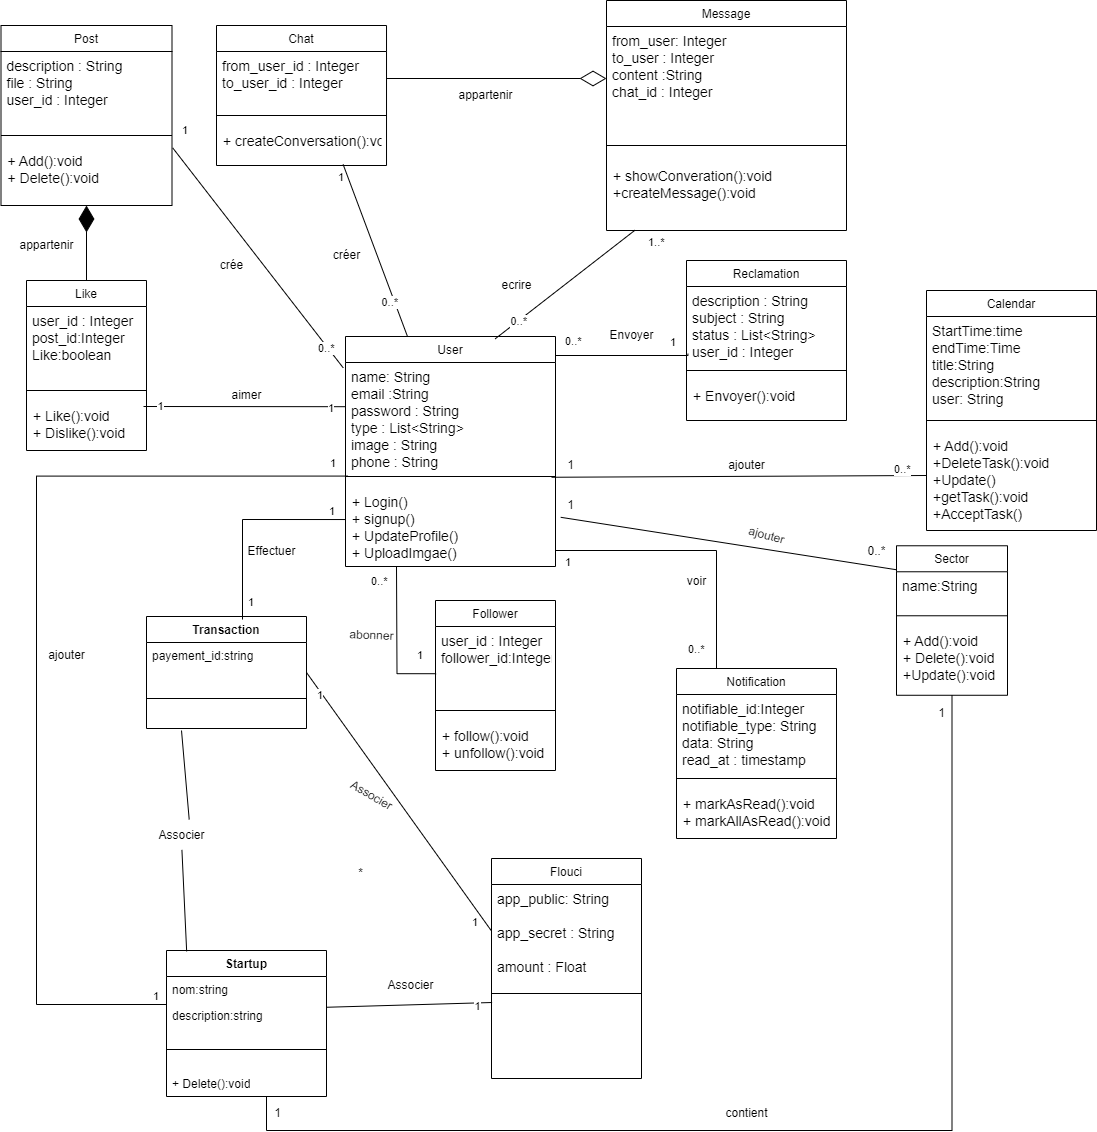 Post
description : String
file : String
user_id : Integer
+ Add():void
+ Delete():void
Chat
from_user_id : Integer
to_user_id : Integer
+ createConversation():vo
Message
from_user: Integer
to_user : Integer
content :String
chat_id : Integer
+ showConveration():void
+createMessage():void
appartenir
1
1
1..*
appartenir
crée
créer
ecrire
Like
user_id : Integer
post_id:Integer
Like:boolean
+ Like():void
+ Dislike():void
Reclamation
description : String
subject : String
status : List<String>
user_id : Integer
+ Envoyer():void
Calendar
StartTime:time
endTime:Time
title:String
description:String
user: String
+ Add():void
+DeleteTask():void
+Update()
+getTask():void
+AcceptTask()
0..*
0..*
0..*
0..*
Envoyer
1
User
name: String
email :String
password : String
type : List<String>
image : String
phone : String
+ Login()
+ signup()
+ UpdateProfile()
+ UploadImgae()
1
aimer
1
1
1
ajouter
0..*
1
1
ajouter
0..*
Effectuer
1
1
voir
0..*
0..*
abonner
1
ajouter
Sector
name:String
+ Add():void
+ Delete():void
+Update():void
Follower
user_id : Integer
follower_id:Intege
+ follow():void
+ unfollow():void
Transaction
payement_id:string
Notification
notifiable_id:Integer
notifiable_type: String
data: String
read_at : timestamp
+ markAsRead():void
+ markAllAsRead():void
1
1
Associer
Associer
*
1
Flouci
app_public: String
app_secret : String
amount : Float
Startup
nom:string
description:string
+ Delete():void
1
Associer
1
1
contient